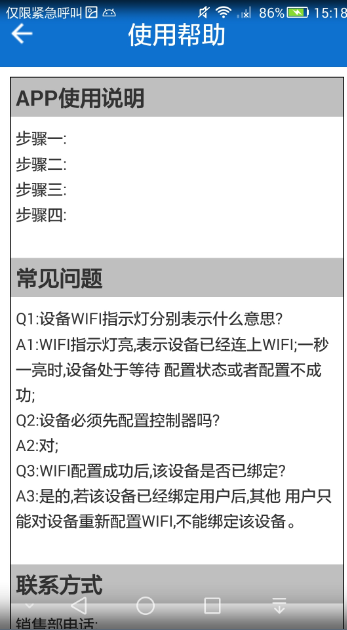 仅限紧急呼叫 86% 15:18
使用帮助
APP使用说明
步骤一:
步骤二:
步骤三:
步骤四:
常见问题
Q1:设备WIFI指示灯分别表示什么意思?
A1:WIFI指示灯亮,表示设备已经连上WIFI;一秒
一亮时,设备处于等待 配置状态或者配置不成
功;
Q2:设备必须先配置控制器吗?
A2:对;
Q3:WIFI配置成功后,该设备是否已绑定?
A3:是的,若该设备已经绑定用户后,其他 用户只
能对设备重新配置WIFI,不能绑定该设备。
联系方式
销售部电话: